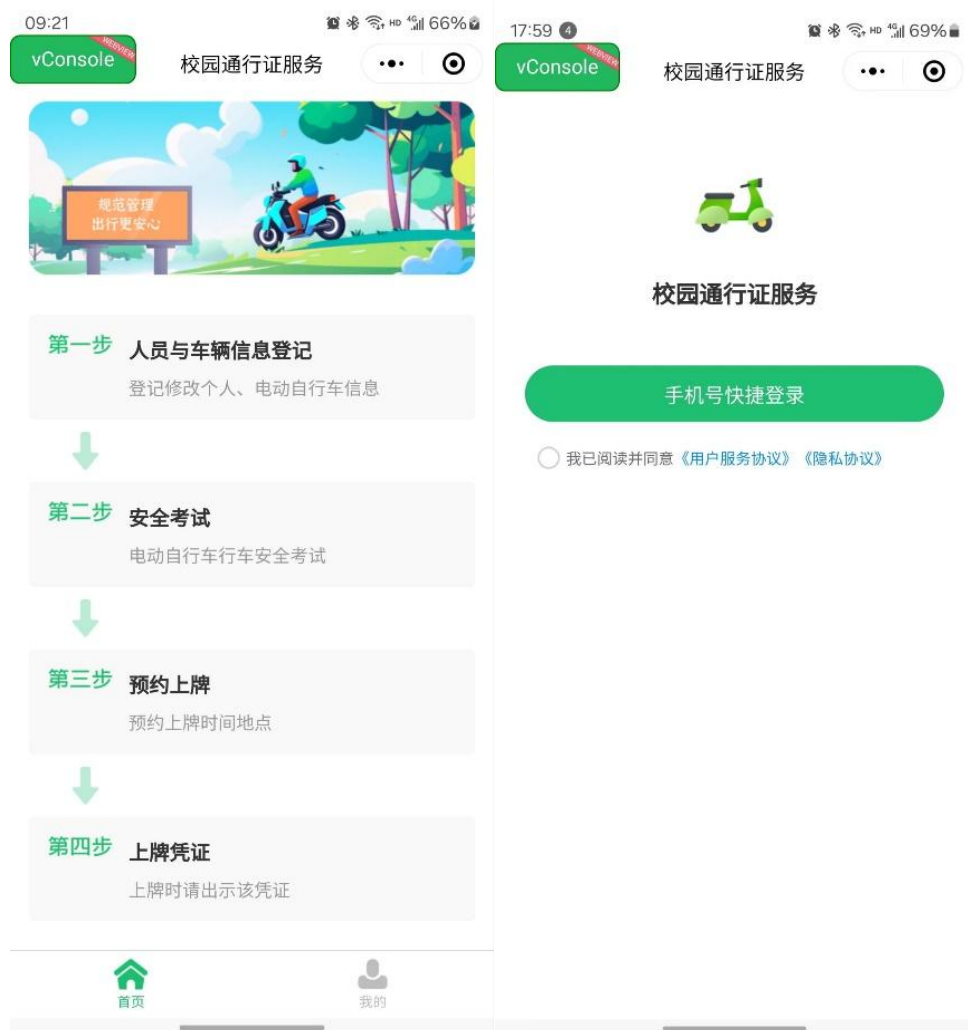 09:21
HD 4G 66%
vConsole
WEBVIEW
校园通行证服务
规范管理
出行更安心
第一步 人员与车辆信息登记
登记修改个人、电动自行车信息
第二步 安全考试
电动自行车行车安全考试
第三步 预约上牌
预约上牌时间地点
第四步 上牌凭证
上牌时请出示该凭证
首页
我的
17:59 4
HD 4G 69%
vConsole
WEBVIEW
校园通行证服务
校园通行证服务
手机号快捷登录
我已阅读并同意《用户服务协议》《隐私协议》